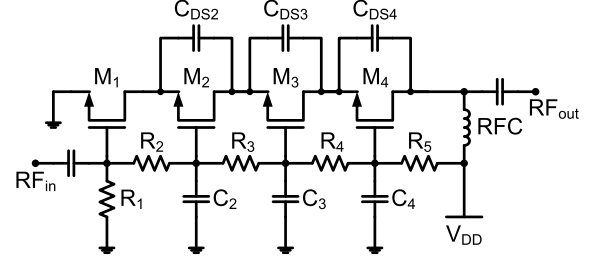 C_DS2 C_DS3 C_DS4
M_1 M_2 M_3 M_4
RF_out
RFC
R_2 R_3 R_4 R_5
RF_in
R_1 C_2 C_3 C_4
V_DD